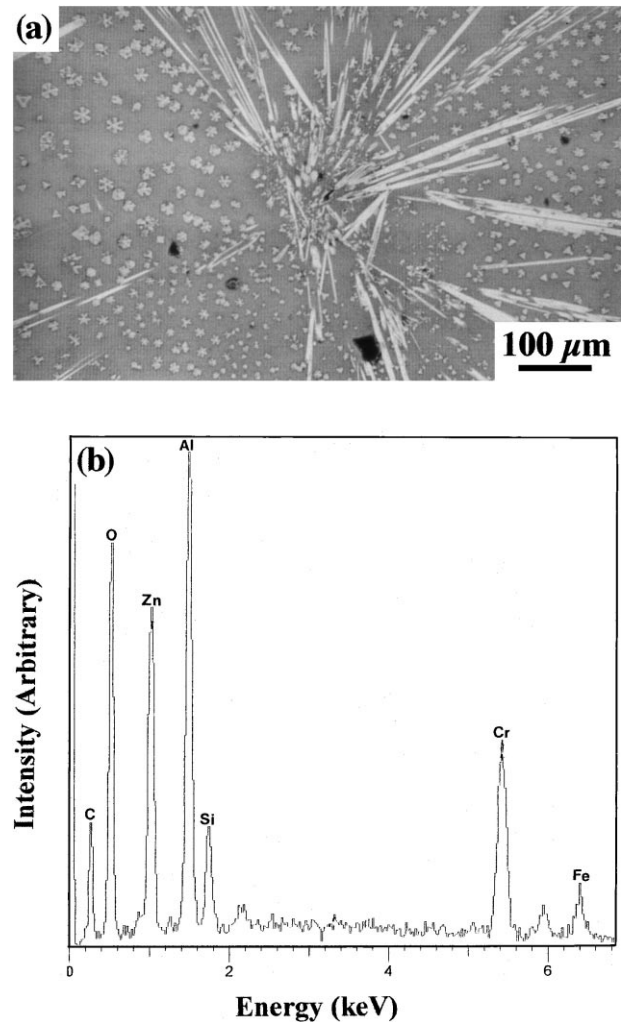 (a)
100 µm
(b)
Al
O
Zn
Cr
C
Si
Fe
Intensity (Arbitrary)
0
2
4
6
Energy (keV)